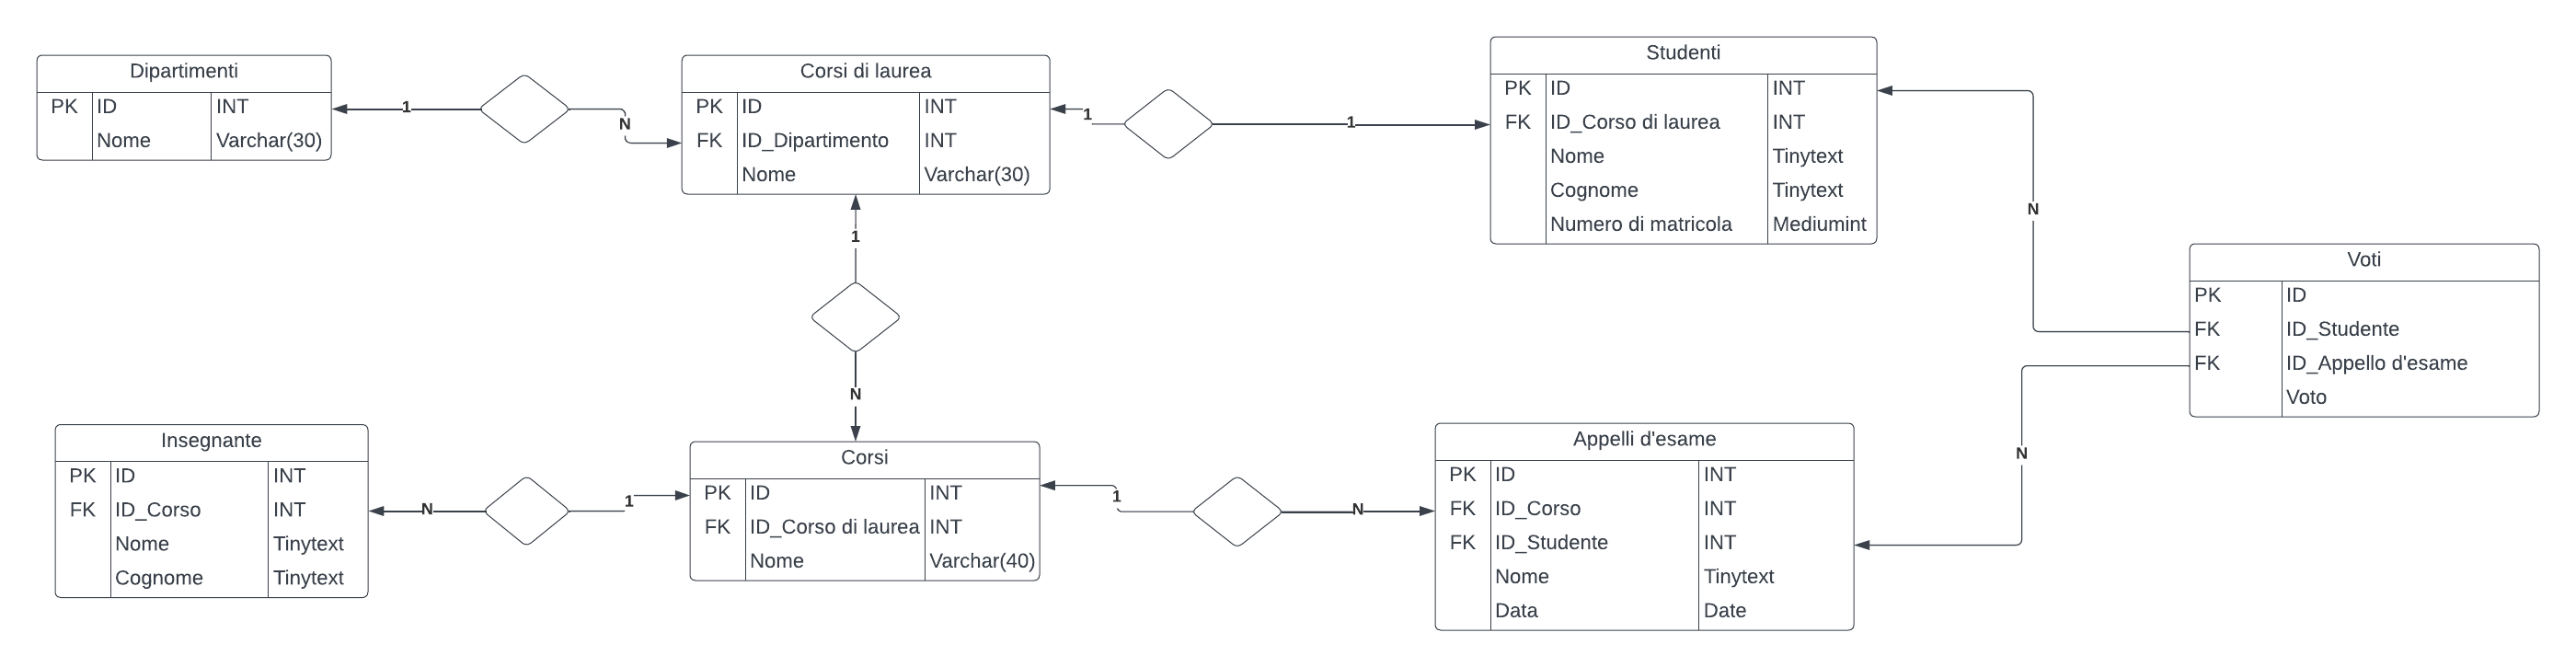 Dipartimenti
PK ID INT
Nome Varchar(30)
1
N
Corsi di laurea
PK ID INT
FK ID_Dipartimento INT
Nome Varchar(30)
1
1
Studenti
PK ID INT
FK ID_Corso di laurea INT
Nome Tinytext
Cognome Tinytext
Numero di matricola Mediumint
N
1
N
Voti
PK ID
FK ID_Studente
FK ID_Appello d'esame
Voto
N
Insegnante
PK ID INT
FK ID_Corso INT
Nome Tinytext
Cognome Tinytext
N
1
Corsi
PK ID INT
FK ID_Corso di laurea INT
Nome Varchar(40)
1
N
Appelli d'esame
PK ID INT
FK ID_Corso INT
FK ID_Studente INT
Nome Tinytext
Data Date